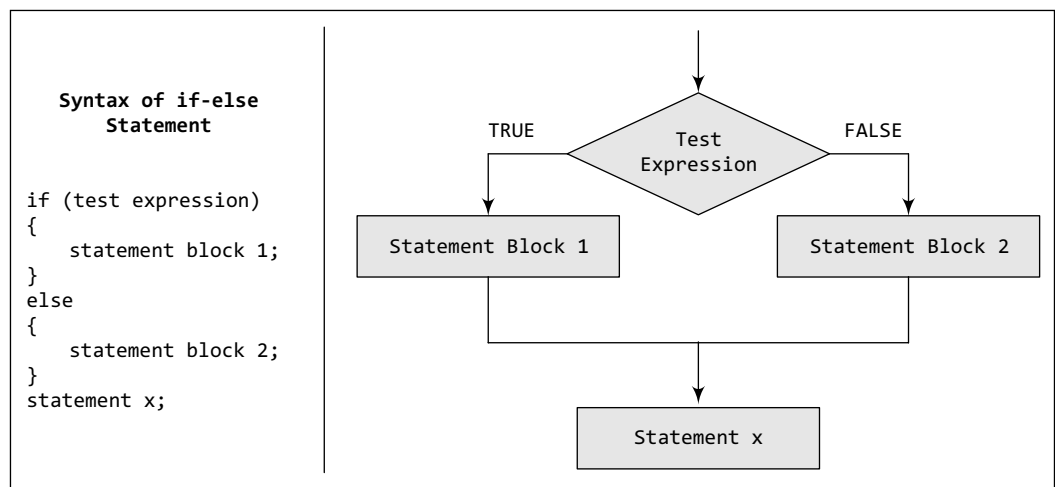 Syntax of if-else
Statement
if (test expression)
{
statement block 1;
}
else
{
statement block 2;
}
statement x;
TRUE
Test
Expression
FALSE
Statement Block 1
Statement Block 2
Statement x